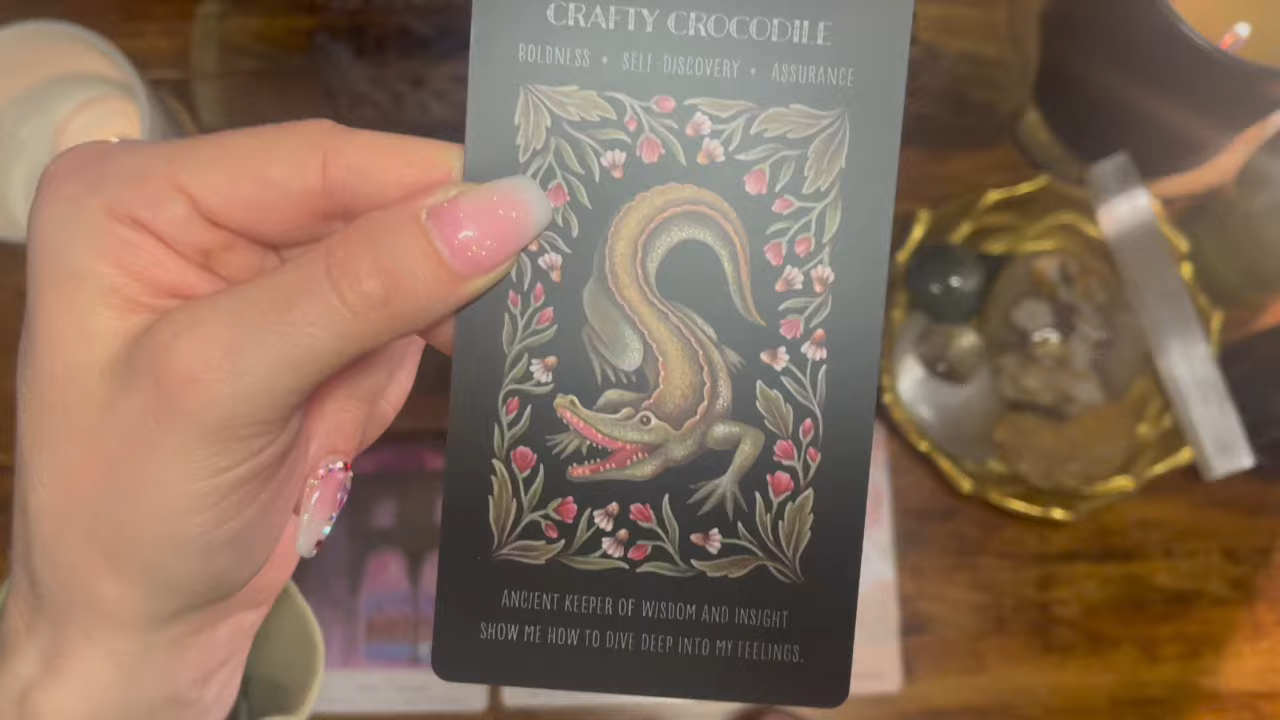 CRAFTY CROCODILE
BOLDNESS • SELF-DISCOVERY • ASSURANCE
ANCIENT KEEPER OF WISDOM AND INSIGHT
SHOW ME HOW TO DIVE DEEP INTO MY FEELINGS.